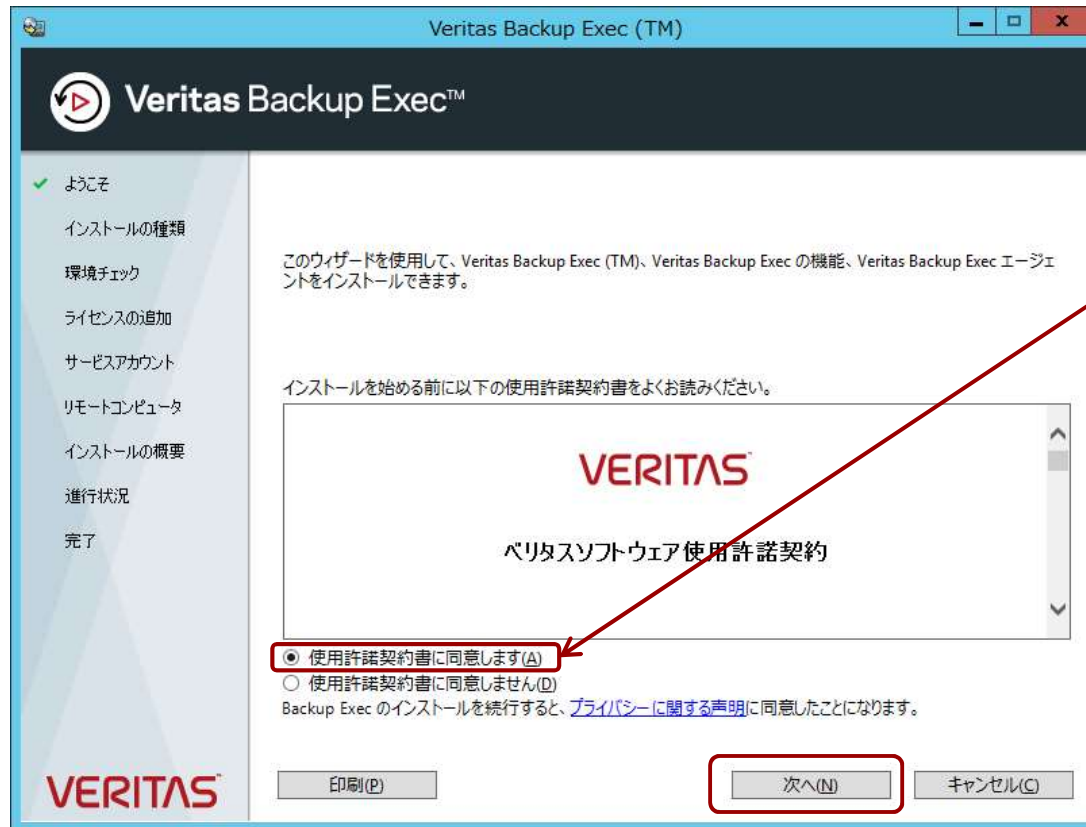 Veritas Backup Exec (TM)
Veritas Backup Exec™
ようこそ
インストールの種類
環境チェック
ライセンスの追加
サービスアカウント
リモートコンピュータ
インストールの概要
進行状況
完了
このウィザードを使用して、Veritas Backup Exec (TM)、Veritas Backup Exec の機能、Veritas Backup Exec エージェ
ントをインストールできます。
インストールを始める前に以下の使用許諾契約書をよくお読みください。
VERITAS
ベリタスソフトウェア使用許諾契約
使用許諾契約書に同意します(A)
使用許諾契約書に同意しません(D)
Backup Exec のインストールを続行すると、プライバシーに関する声明に同意したことになります。
VERITAS
印刷(P)
次へ(N)
キャンセル(C)